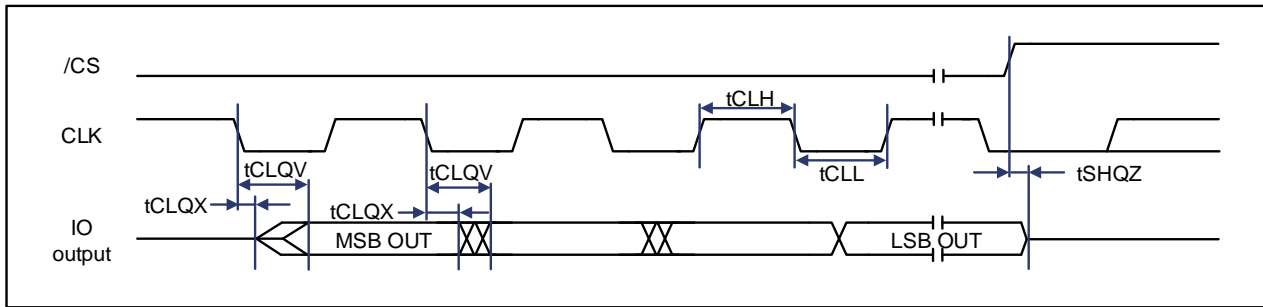 /CS
tCLH
CLK
tCLQV
tCLQV
tCLL
tSHQZ
tCLQX
tCLQX
IO
output
MSB OUT
LSB OUT